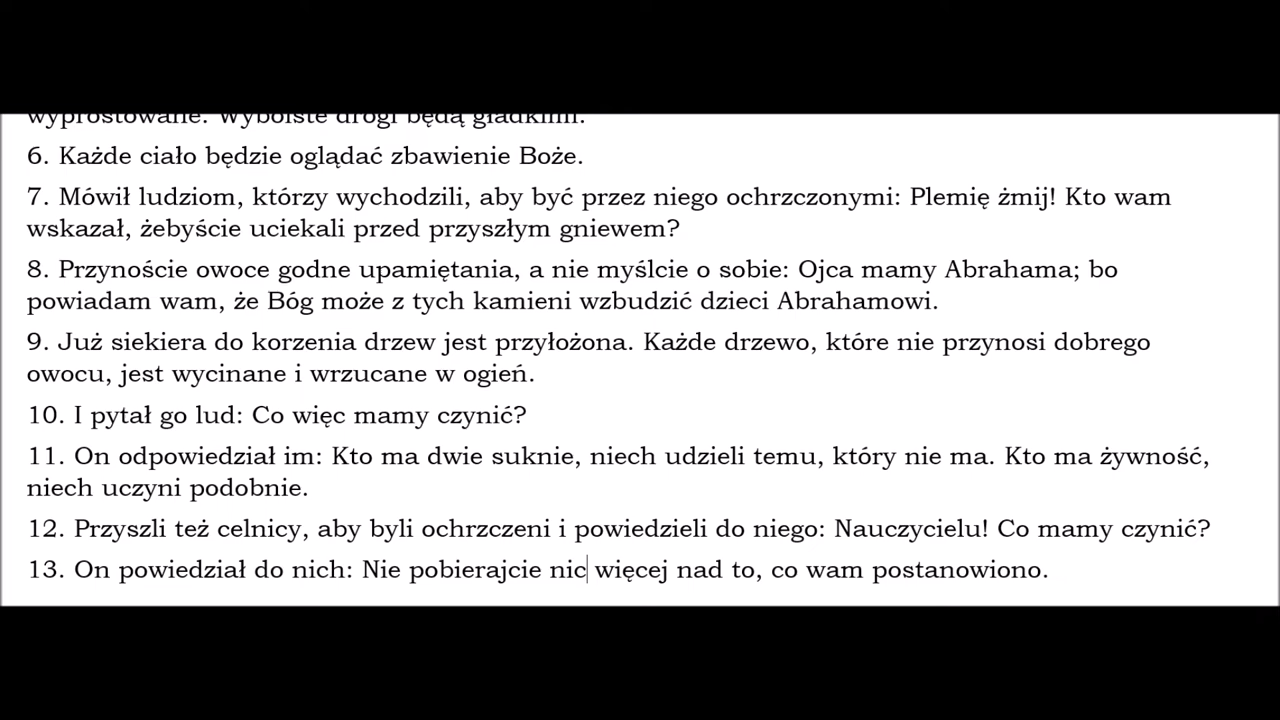 wyprostowane. Wyboiste drogi będą gładkimi.
6. Każde ciało będzie oglądać zbawienie Boże.
7. Mówił ludziom, którzy wychodzili, aby być przez niego ochrzczonymi: Plemię żmij! Kto wam
wskazał, żebyście uciekali przed przyszłym gniewem?
8. Przynoście owoce godne upamiętania, a nie myślcie o sobie: Ojca mamy Abrahama; bo
powiadam wam, że Bóg może z tych kamieni wzbudzić dzieci Abrahamowi.
9. Już siekiera do korzenia drzew jest przyłożona. Każde drzewo, które nie przynosi dobrego
owocu, jest wycinane i wrzucane w ogień.
10. I pytał go lud: Co więc mamy czynić?
11. On odpowiedział im: Kto ma dwie suknie, niech udzieli temu, który nie ma. Kto ma żywność,
niech uczyni podobnie.
12. Przyszli też celnicy, aby byli ochrzczeni i powiedzieli do niego: Nauczycielu! Co mamy czynić?
13. On powiedział do nich: Nie pobierajcie nic więcej nad to, co wam postanowiono.